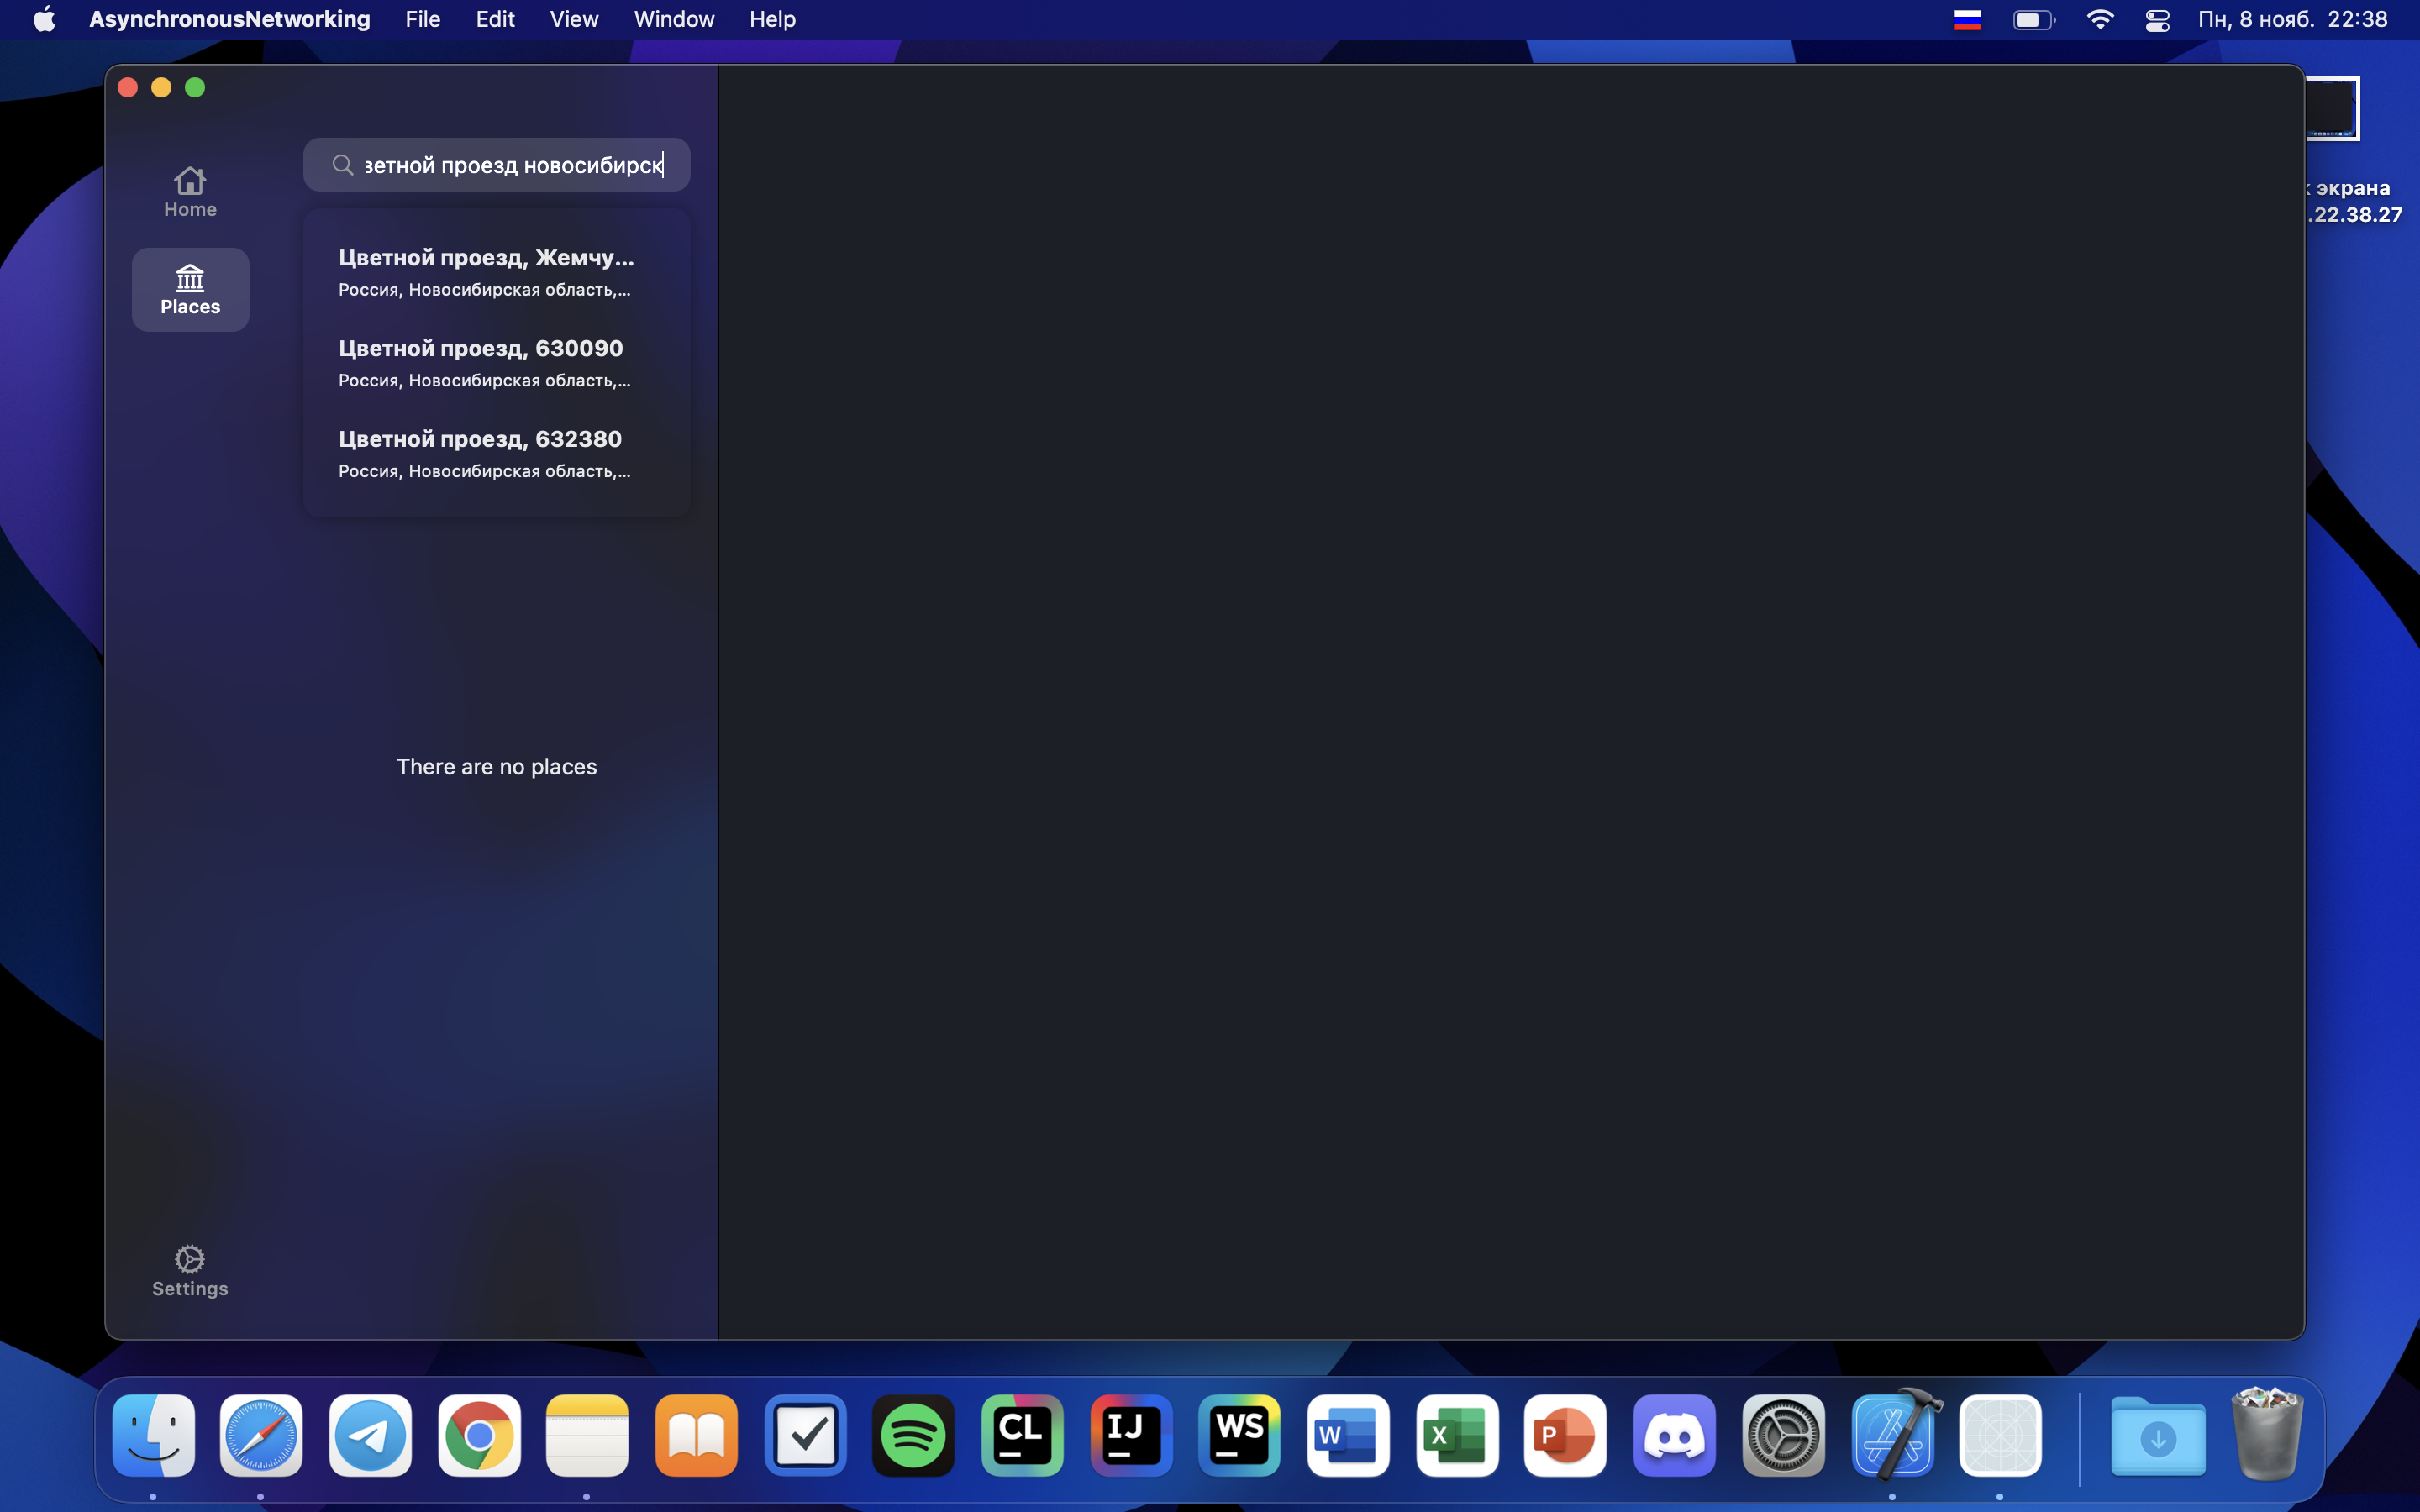 AsynchronousNetworking File Edit View Window Help
Пн, 8 нояб. 22:38
экрана
.22.38.27
проезд новосибирск
Home
Places
Цветной проезд, Жемчу...
Россия, Новосибирская область,...
Цветной проезд, 630090
Россия, Новосибирская область,...
Цветной проезд, 632380
Россия, Новосибирская область,...
There are no places
Settings
CL
IJ
WS
W
X
P